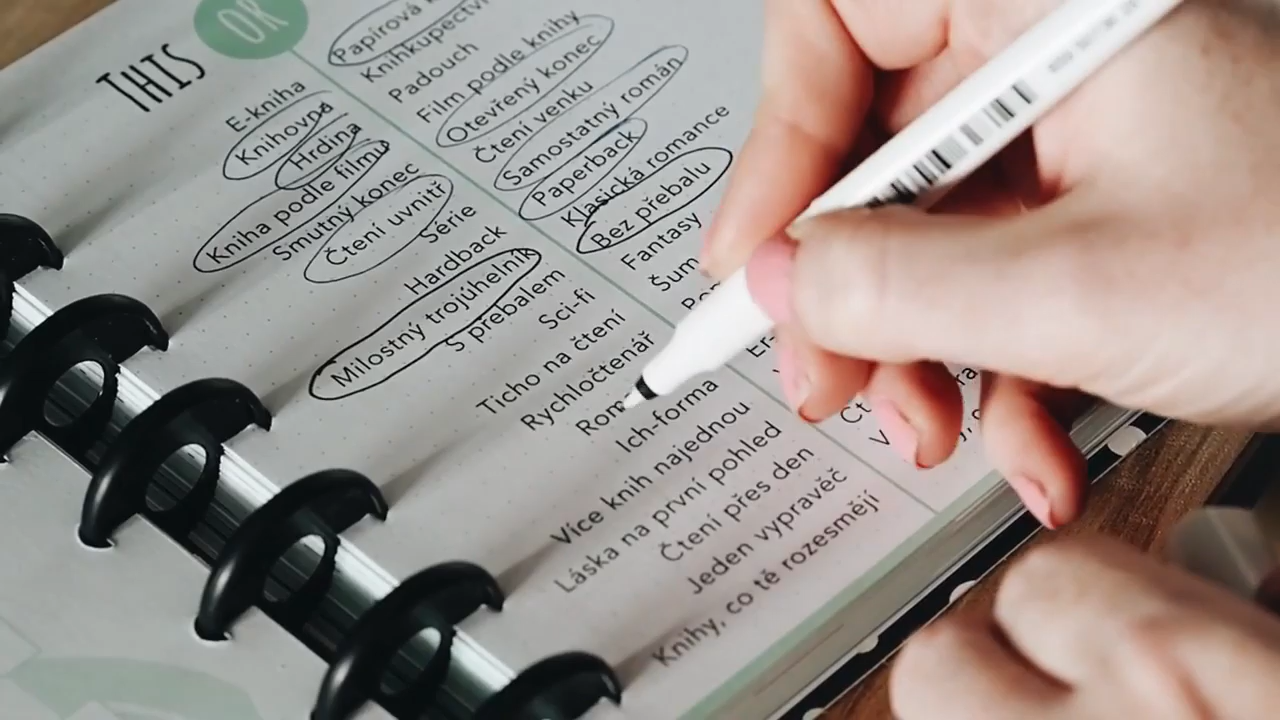 THIS
OR
E-kniha
Knihovna
Hrdina
Kniha podle filmu
Smutný konec
Čtení uvnitř
Série
Hardback
Milostný trojúhelník
S přebalem
Sci-fi
Ticho na čtení
Rychločtenář
Ich-forma
Více knih najednou
Láska na první pohled
Čtení přes den
Jeden vypravěč
Knihy, co tě rozesmějí
Papírová
Knihkupectví
Padouch
Film podle knihy
Otevřený konec
Čtení venku
Samostatný román
Paperback
Klasická romance
Bez přebalu
Fantasy